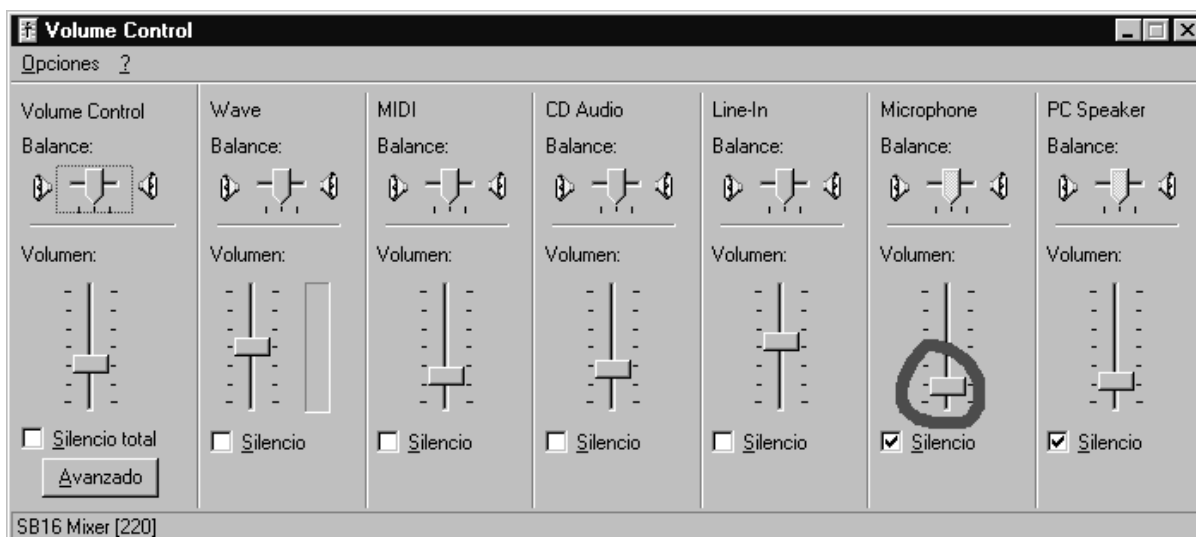 Volume Control
Opciones ?
Volume Control Wave MIDI CD Audio Line-In Microphone PC Speaker
Balance: Balance: Balance: Balance: Balance: Balance: Balance:
Volumen: Volumen: Volumen: Volumen: Volumen: Volumen: Volumen:
Silencio total Silencio Silencio Silencio Silencio Silencio Silencio
Avanzado
SB16 Mixer [220]